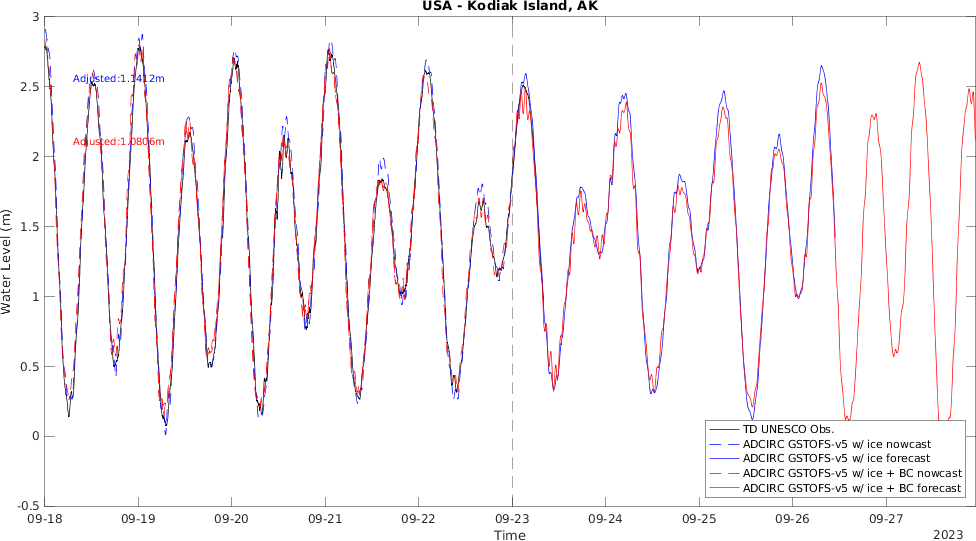 USA - Kodiak Island, AK
3
2.5
2
1.5
1
0.5
0
-0.5
Water Level (m)
Adjusted:1.1412m
Adjusted:1.0806m
TD UNESCO Obs.
ADCIRC GSTOFS-v5 w/ ice nowcast
ADCIRC GSTOFS-v5 w/ ice forecast
ADCIRC GSTOFS-v5 w/ ice + BC nowcast
ADCIRC GSTOFS-v5 w/ ice + BC forecast
09-18 09-19 09-20 09-21 09-22 09-23 09-24 09-25 09-26 09-27
Time
2023